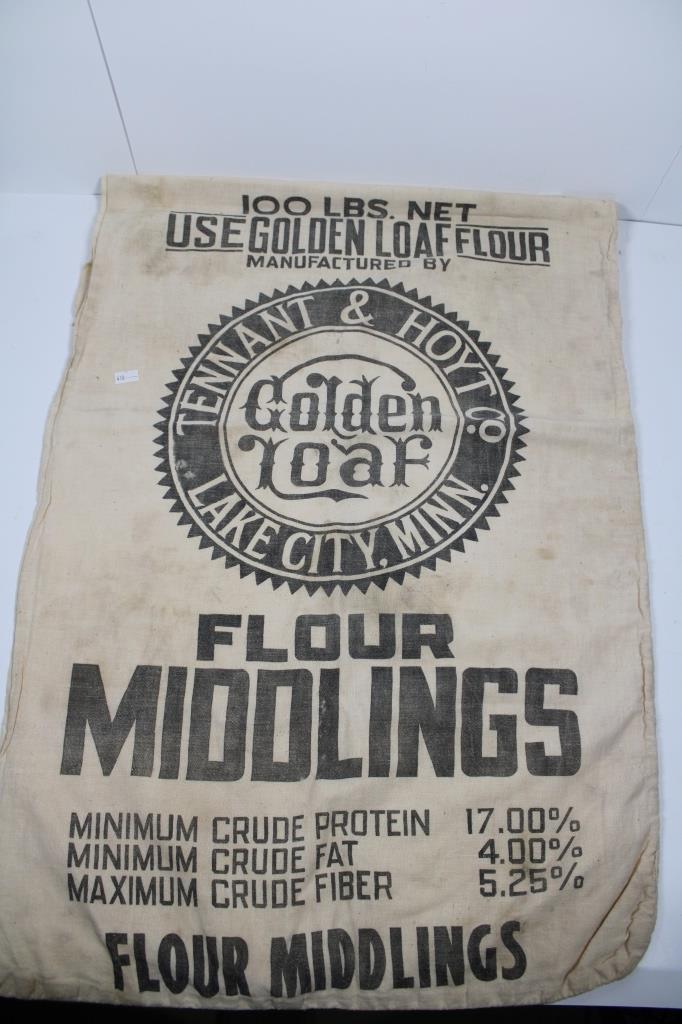 100 LBS. NET
USE GOLDEN LOAF FLOUR
MANUFACTURED BY
TENNANT & HOYT CO
Golden
Loaf
LAKE CITY, MINN.
FLOUR
MIDDLINGS
MINIMUM CRUDE PROTEIN 17.00%
MINIMUM CRUDE FAT 4.00%
MAXIMUM CRUDE FIBER 5.25%
FLOUR MIDDLINGS